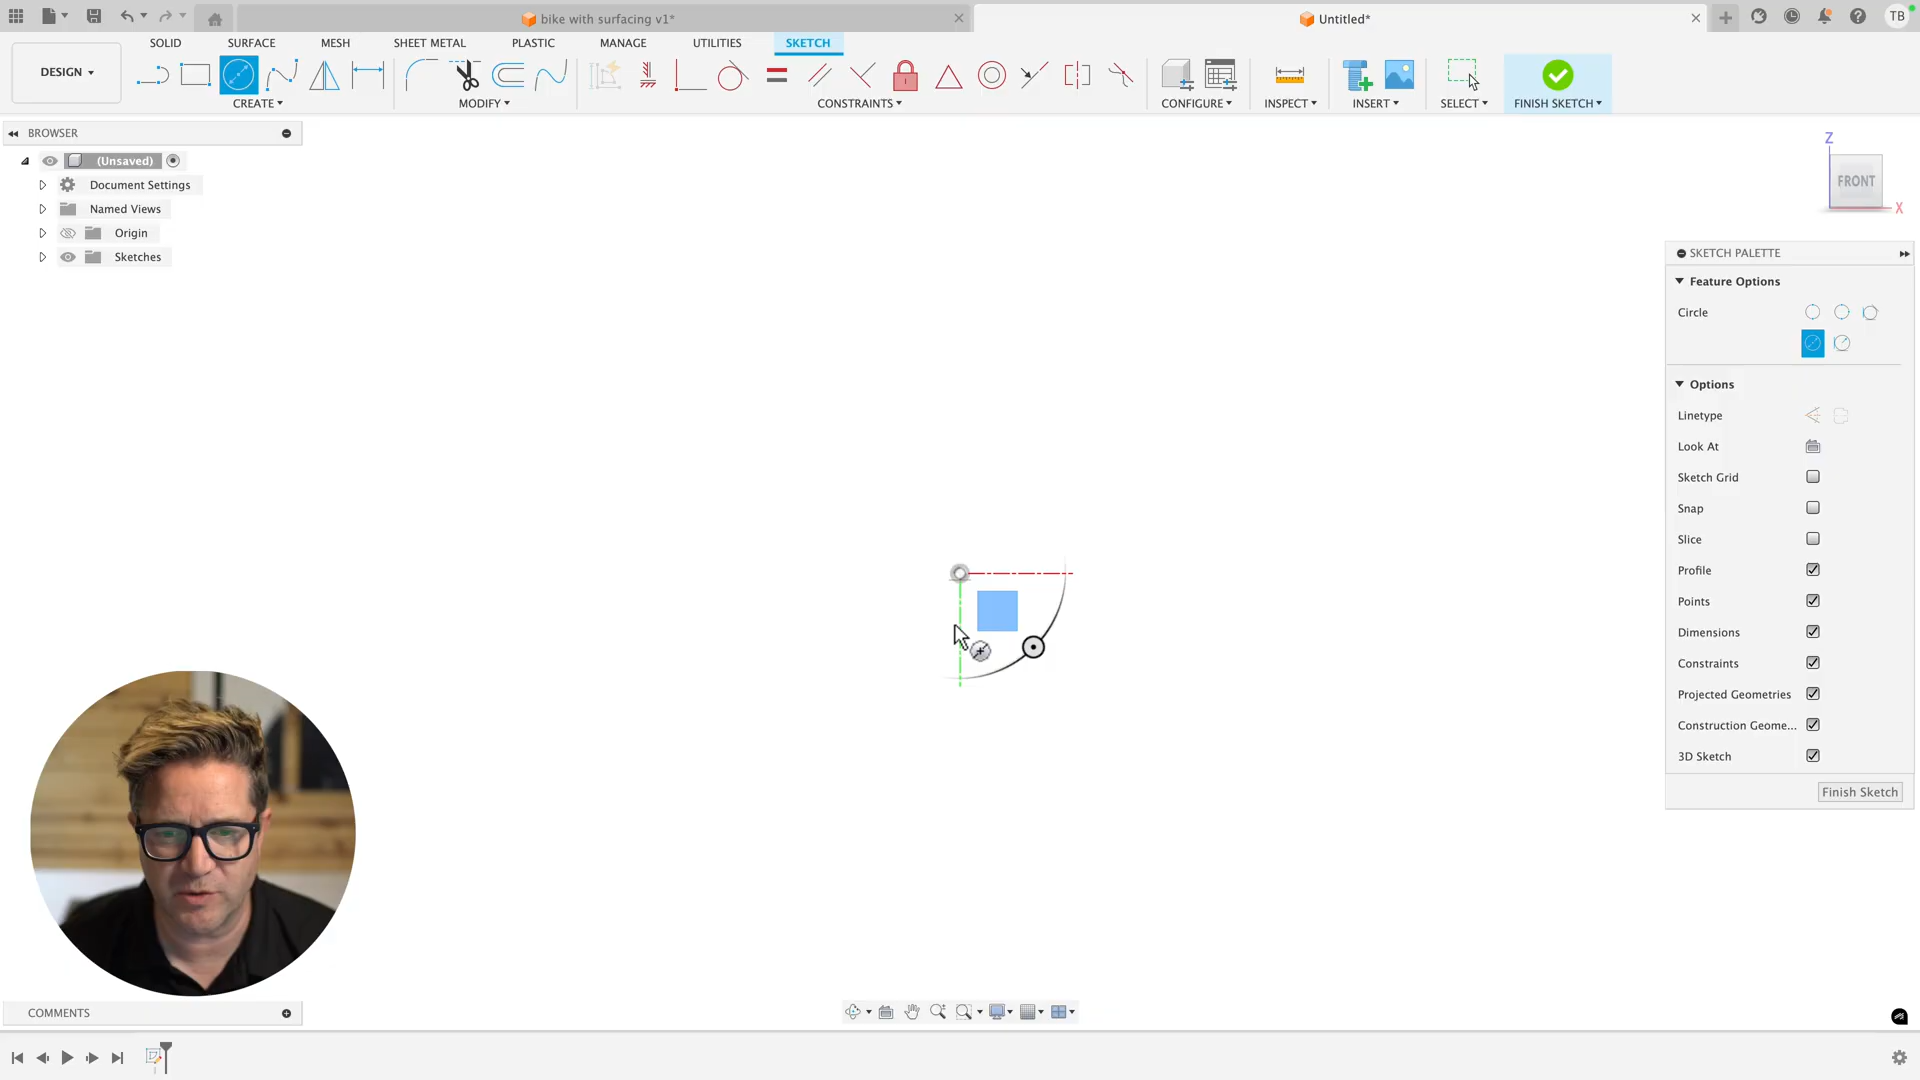 bike with surfacing v1*
Untitled*
TB
DESIGN
SOLID
SURFACE
MESH
SHEET METAL
PLASTIC
MANAGE
UTILITIES
SKETCH
CREATE
MODIFY
CONSTRAINTS
CONFIGURE
INSPECT
INSERT
SELECT
FINISH SKETCH
BROWSER
(Unsaved)
Document Settings
Named Views
Origin
Sketches
Z
FRONT
X
SKETCH PALETTE
Feature Options
Circle
Options
Linetype
Look At
Sketch Grid
Snap
Slice
Profile
Points
Dimensions
Constraints
Projected Geometries
Construction Geome...
3D Sketch
Finish Sketch
COMMENTS